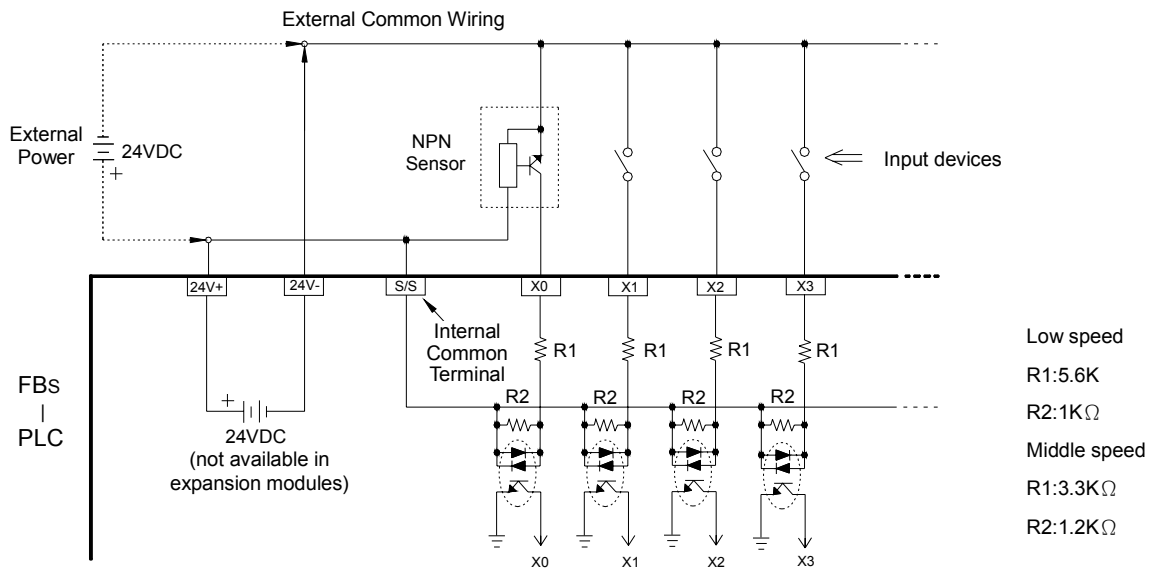 External Common Wiring
External
Power
24VDC
+
NPN
Sensor
Input devices
24V+
24V-
S/S
X0
X1
X2
X3
Internal
Common
Terminal
R1
R1
R1
R1
R2
R2
R2
R2
FBs
|
PLC
+
24VDC
(not available in
expansion modules)
X0
X1
X2
X3
Low speed
R1:5.6K
R2:1KΩ
Middle speed
R1:3.3KΩ
R2:1.2KΩ